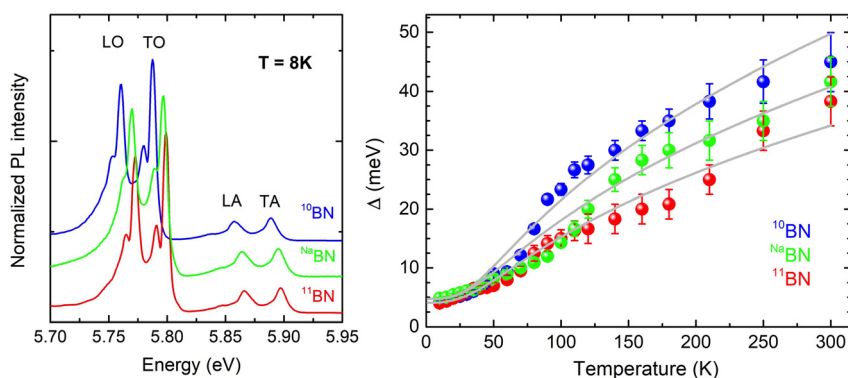 LO TO
T = 8K
Normalized PL intensity
LA TA
¹⁰BN
ᴺᵃBN
¹¹BN
5.70 5.75 5.80 5.85 5.90 5.95
Energy (eV)
50
40
30
20
10
0
Δ (meV)
¹⁰BN
ᴺᵃBN
¹¹BN
0 50 100 150 200 250 300
Temperature (K)